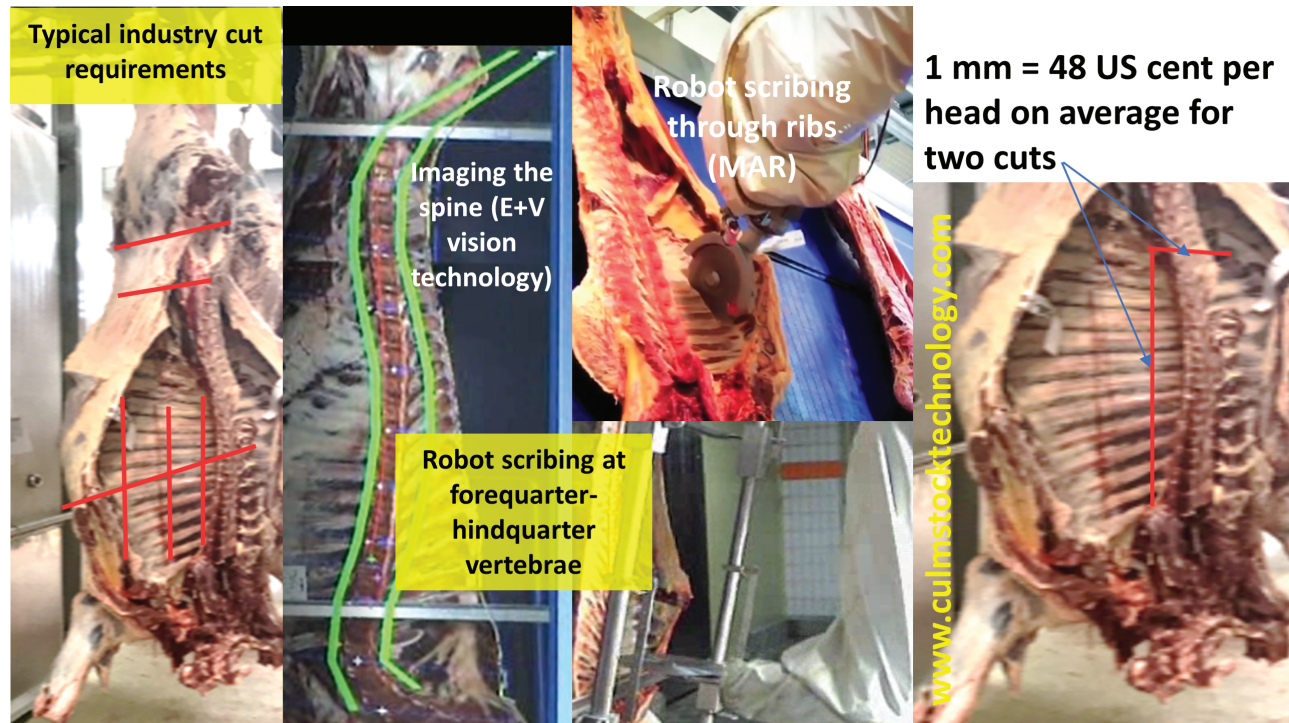 Typical industry cut
requirements
Imaging the
spine (E+V
vision
technology)
Robot scribing
through ribs
(MAR)
Robot scribing at
forequarter-
hindquarter
vertebrae
1 mm = 48 US cent per
head on average for
two cuts
www.culmstocktechnology.com